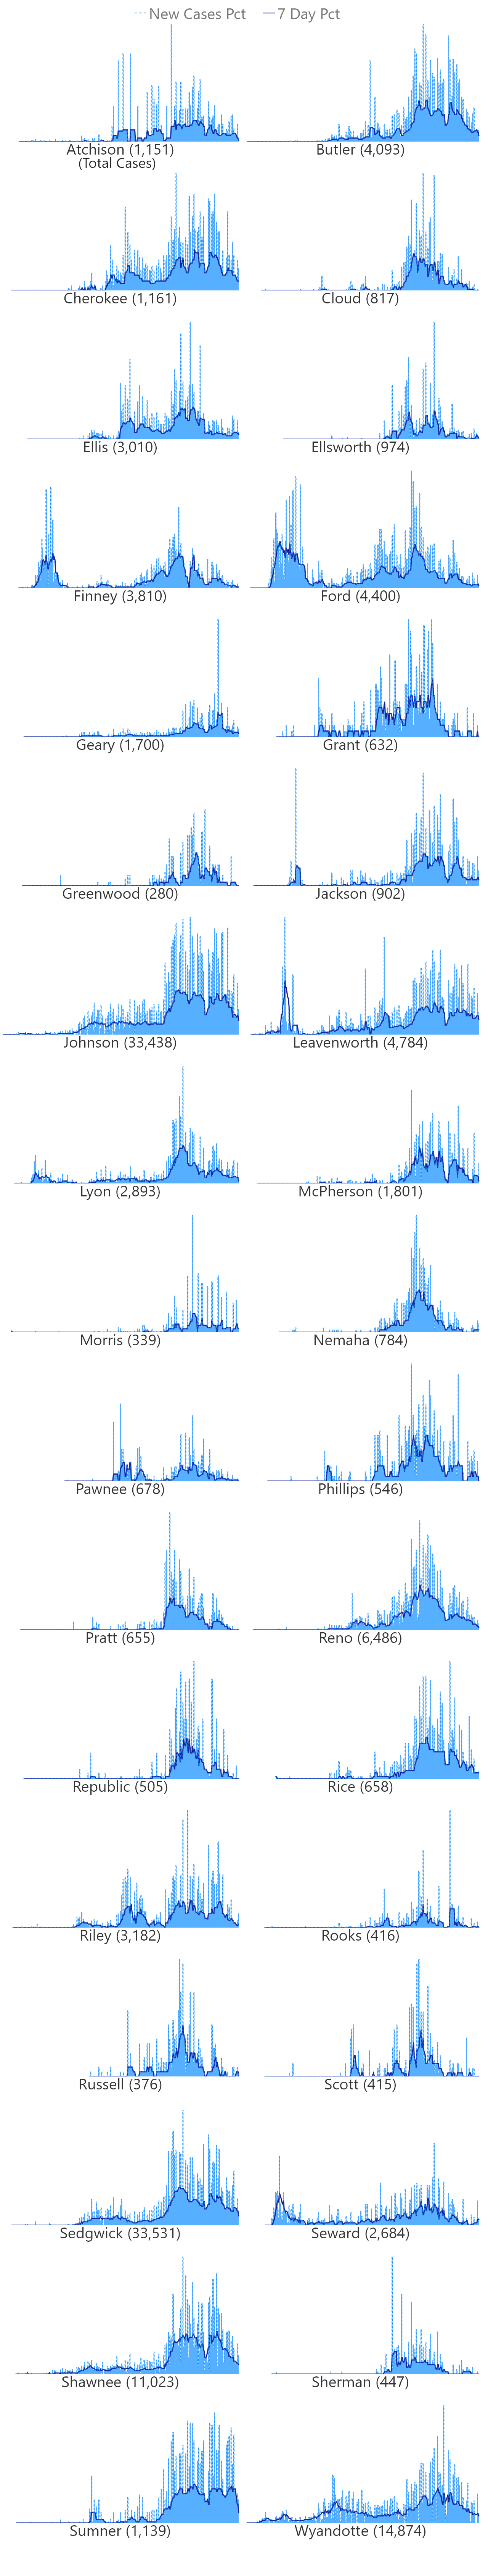 New Cases Pct 7 Day Pct
Atchison (1,151) Butler (4,093)
(Total Cases)
Cherokee (1,161) Cloud (817)
Ellis (3,010) Ellsworth (974)
Finney (3,810) Ford (4,400)
Geary (1,700) Grant (632)
Greenwood (280) Jackson (902)
Johnson (33,438) Leavenworth (4,784)
Lyon (2,893) McPherson (1,801)
Morris (339) Nemaha (784)
Pawnee (678) Phillips (546)
Pratt (655) Reno (6,486)
Republic (505) Rice (658)
Riley (3,182) Rooks (416)
Russell (376) Scott (415)
Sedgwick (33,531) Seward (2,684)
Shawnee (11,023) Sherman (447)
Sumner (1,139) Wyandotte (14,874)